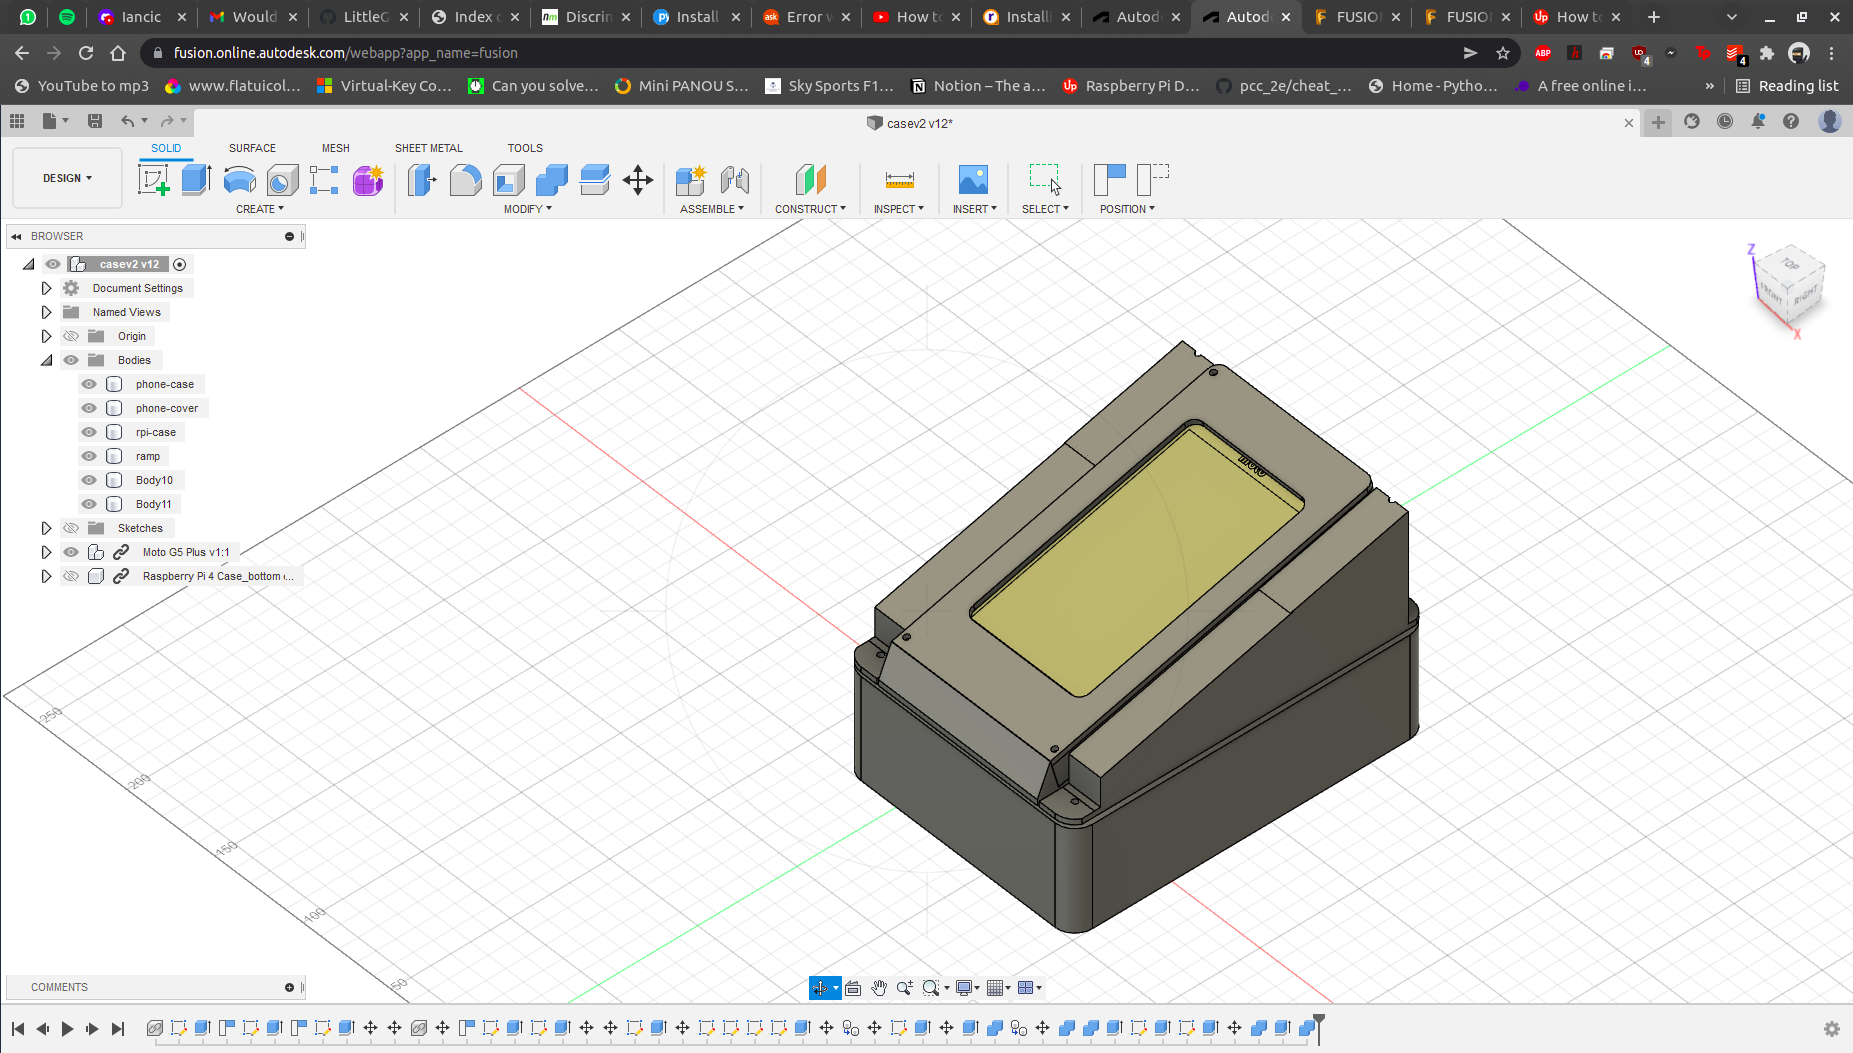 Iancic
Would
LittleG
Index c
Discrin
Install
Error w
How to
Installi
Autod
Autod
FUSIO
FUSIO
How to
fusion.online.autodesk.com/webapp?app_name=fusion
4
4
YouTube to mp3
www.flatuicol...
Virtual-Key Co...
Can you solve...
Mini PANOU S...
Sky Sports F1...
Notion – The a...
Raspberry Pi D...
pcc_2e/cheat_...
Home - Pytho...
A free online i...
»
Reading list
casev2 v12*
DESIGN
SOLID
SURFACE
MESH
SHEET METAL
TOOLS
CREATE
MODIFY
ASSEMBLE
CONSTRUCT
INSPECT
INSERT
SELECT
POSITION
BROWSER
casev2 v12
Document Settings
Named Views
Origin
Bodies
phone-case
phone-cover
rpi-case
ramp
Body10
Body11
Sketches
Moto G5 Plus v1:1
Raspberry Pi 4 Case_bottom
Z
TOP
FRONT
RIGHT
X
moto
250
200
150
100
50
COMMENTS